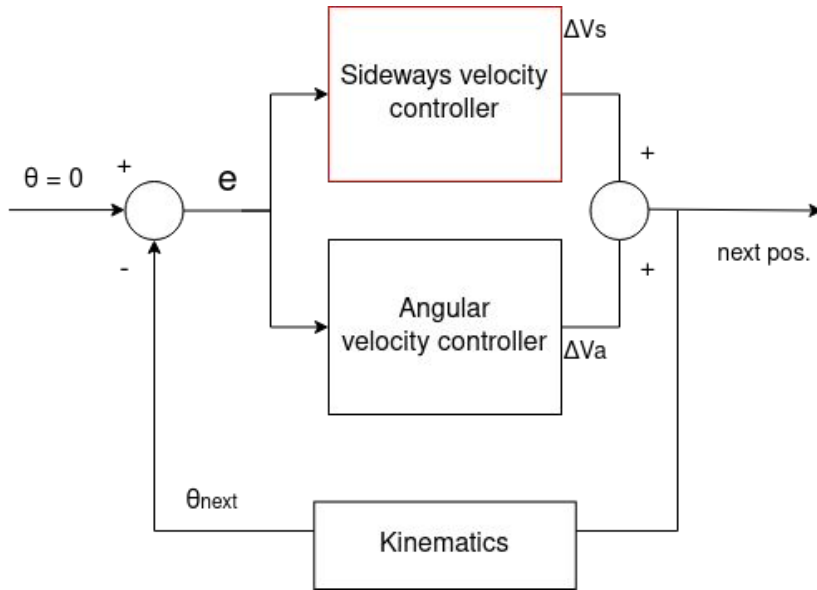 ΔVs
Sideways velocity
controller
+
θ = 0
e
+
-
+
next pos.
Angular
velocity controller
ΔVa
θnext
Kinematics